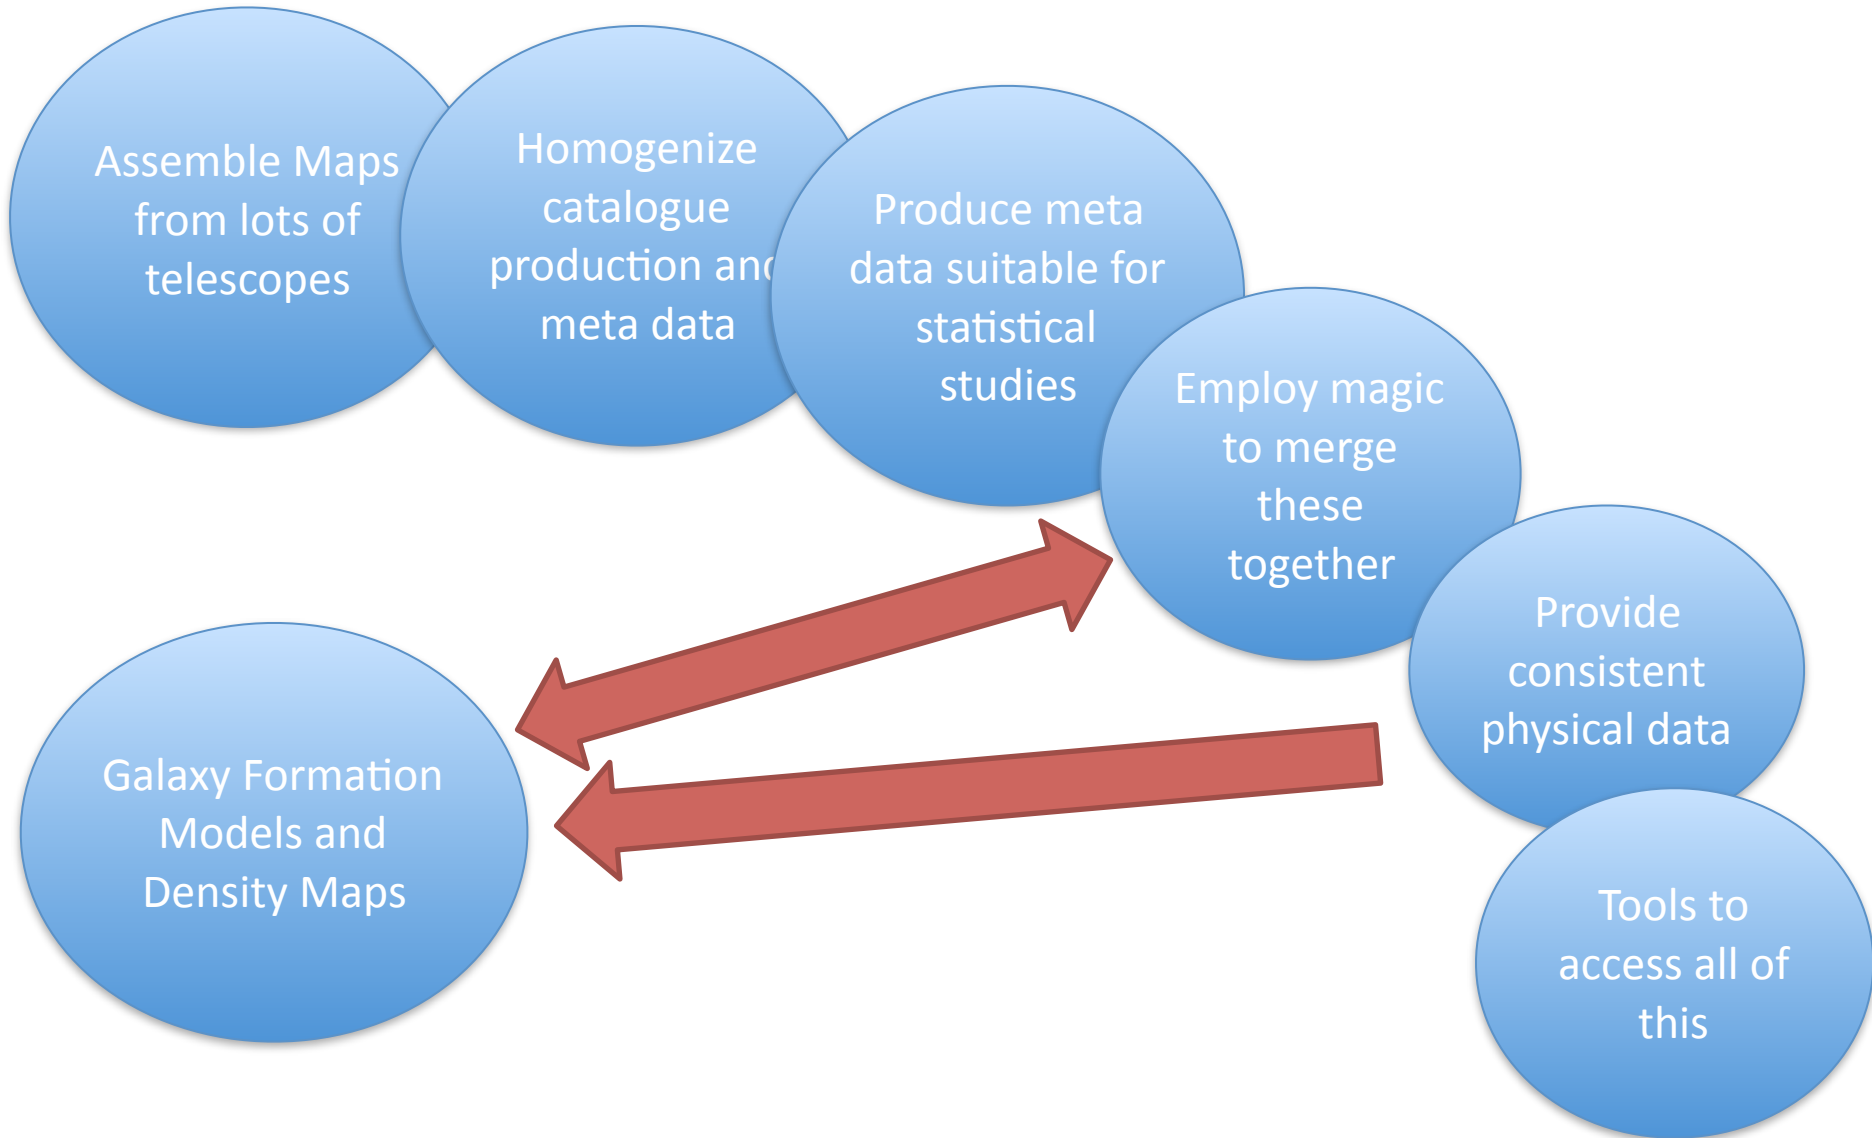 Assemble Maps
from lots of
telescopes
Homogenize
catalogue
production and
meta data
Produce meta
data suitable for
statistical
studies
Employ magic
to merge
these
together
Provide
consistent
physical data
Tools to
access all of
this
Galaxy Formation
Models and
Density Maps